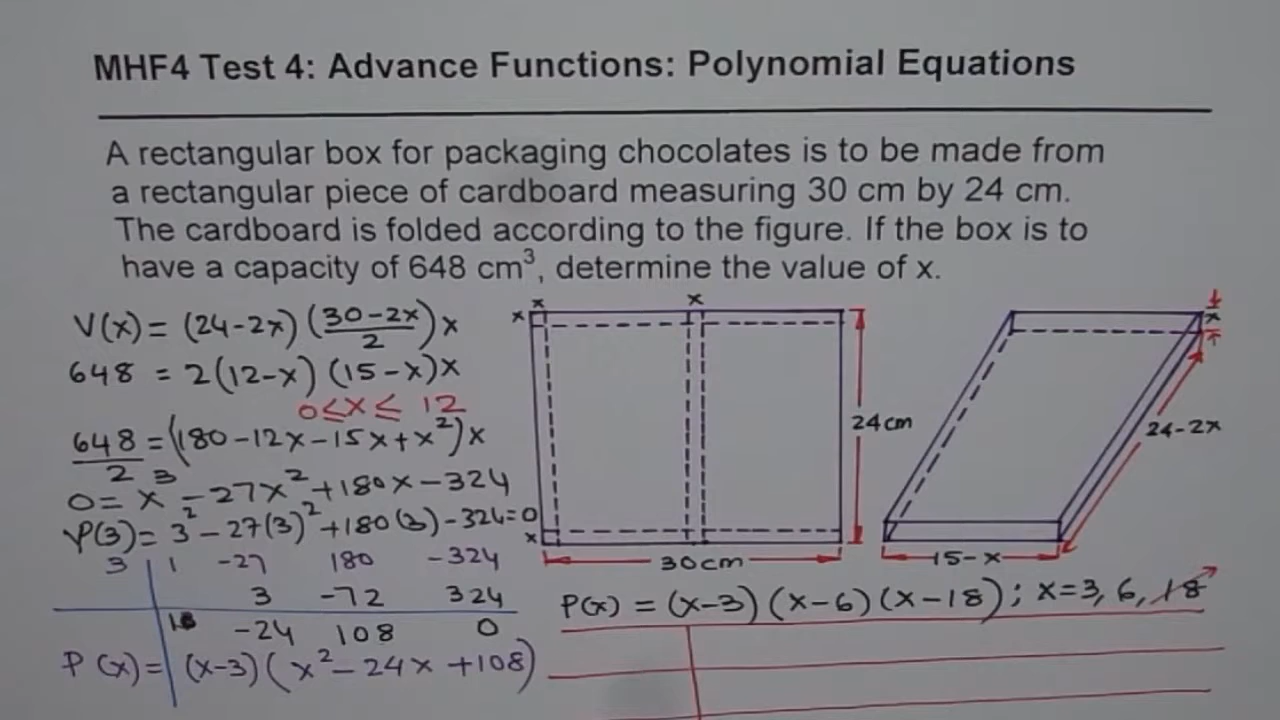 MHF4 Test 4: Advance Functions: Polynomial Equations
A rectangular box for packaging chocolates is to be made from
a rectangular piece of cardboard measuring 30 cm by 24 cm.
The cardboard is folded according to the figure. If the box is to
have a capacity of 648 cm³, determine the value of x.
V(x) = (24-2x) (30-2x)/2 x
648 = 2(12-x) (15-x)x
0 ≤ x ≤ 12
648/2 = (180-12x-15x+x²)x
0 = x³ - 27x² + 180x - 324
P(3) = 3³ - 27(3)² + 180(3) - 324 = 0
3 1 -27 180 -324
3 -72 324
1 -24 108 0
P(x) = (x-3)(x² - 24x + 108)
x x
x
x
24 cm
30 cm
x
24-2x
15-x
P(x) = (x-3)(x-6)(x-18); x = 3, 6, 18